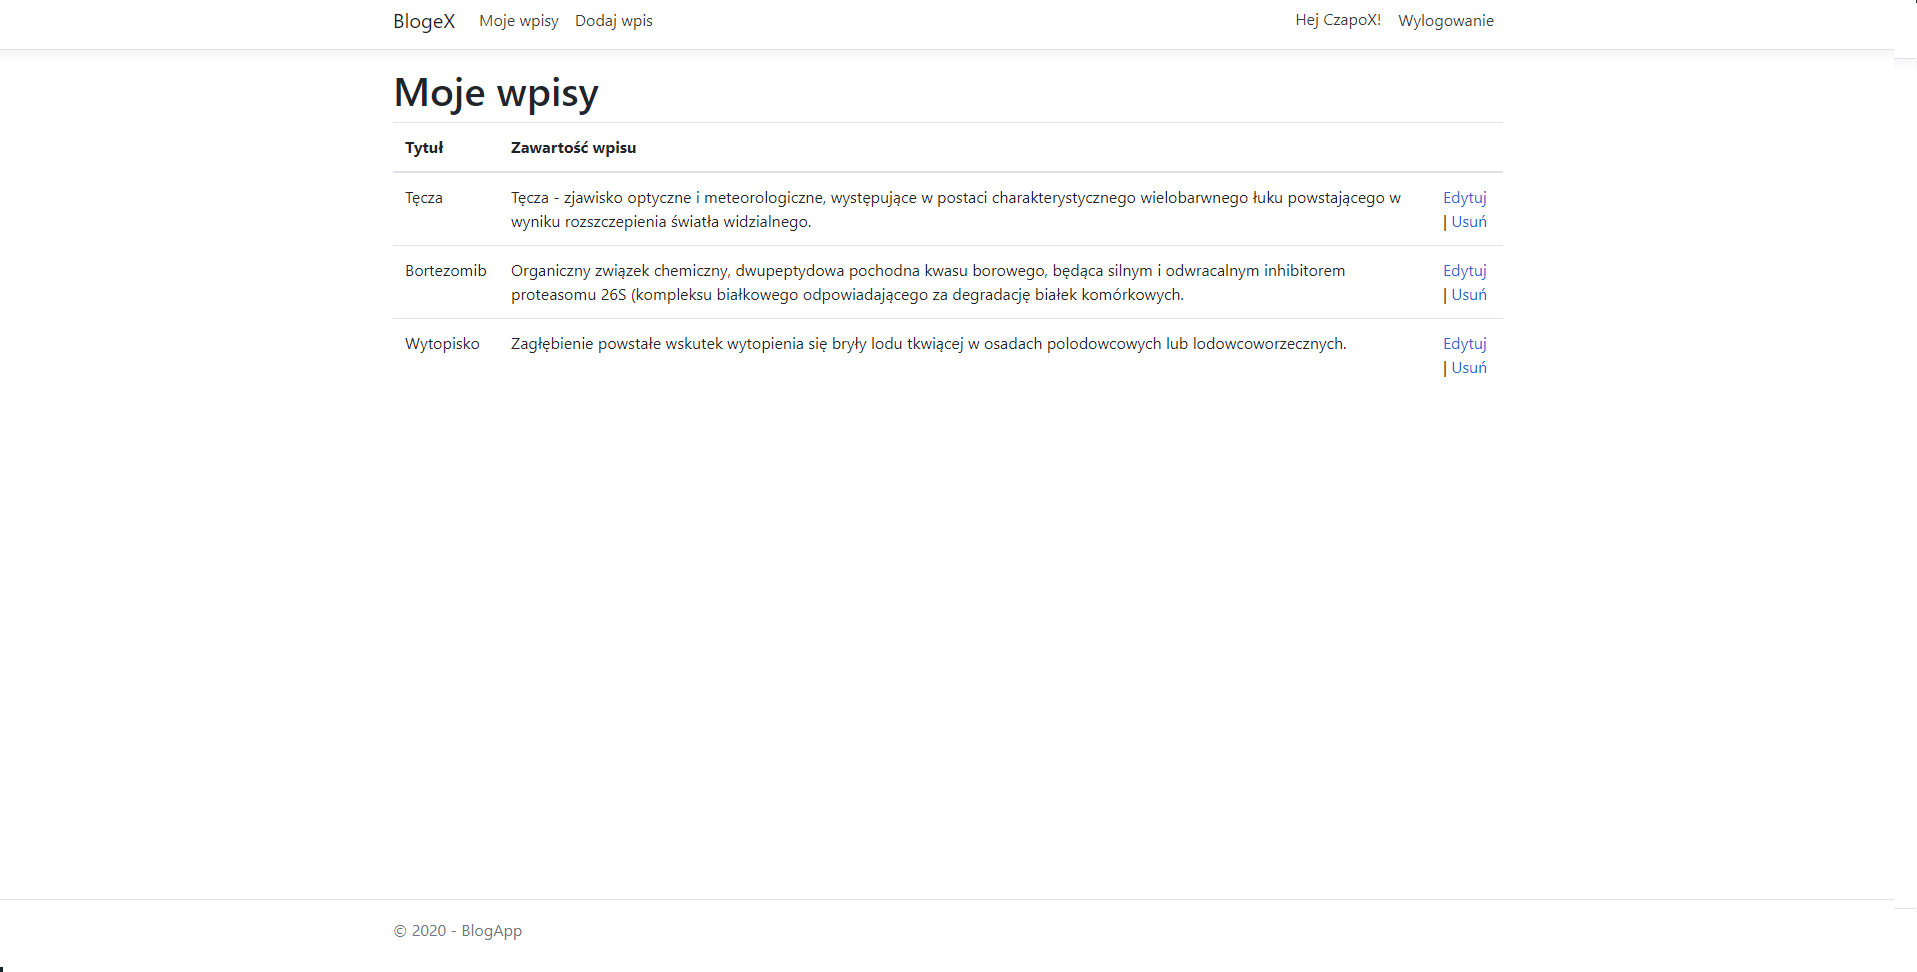 BlogeX Moje wpisy Dodaj wpis Hej CzapoX! Wylogowanie
Moje wpisy
Tytuł Zawartość wpisu
Tęcza Tęcza - zjawisko optyczne i meteorologiczne, występujące w postaci charakterystycznego wielobarwnego łuku powstającego w Edytuj
wyniku rozszczepienia światła widzialnego. | Usuń
Bortezomib Organiczny związek chemiczny, dwupeptydowa pochodna kwasu borowego, będąca silnym i odwracalnym inhibitorem Edytuj
proteasomu 26S (kompleksu białkowego odpowiadającego za degradację białek komórkowych. | Usuń
Wytopisko Zagłębienie powstałe wskutek wytopienia się bryły lodu tkwiącej w osadach polodowcowych lub lodowcoworzecznych. Edytuj
| Usuń
© 2020 - BlogApp